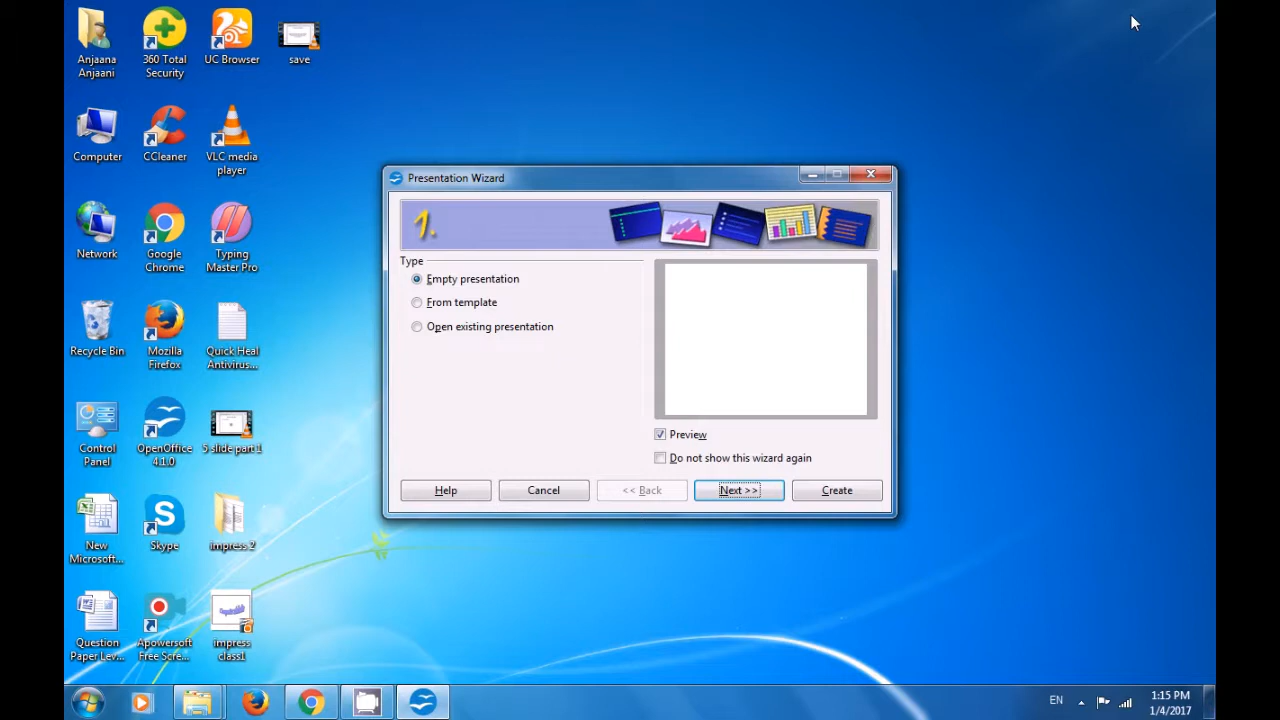 Anjaana
Anjaani
360 Total
Security
UC Browser
save
Computer
CCleaner
VLC media
player
Network
Google
Chrome
Typing
Master Pro
Recycle Bin
Mozilla
Firefox
Quick Heal
Antivirus...
Control
Panel
OpenOffice
4.1.0
5 slide part 1
New
Microsoft...
Skype
impress 2
Question
Paper Lev...
Apowersoft
Free Scre...
impress
class1
Presentation Wizard
1.
Type
Empty presentation
From template
Open existing presentation
Preview
Do not show this wizard again
Help
Cancel
<< Back
Next >>
Create
EN
1:15 PM
1/4/2017